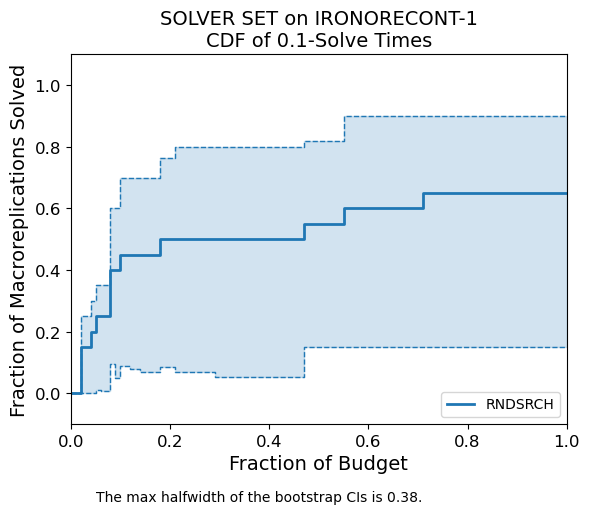 SOLVER SET on IRONORECONT-1
CDF of 0.1-Solve Times
Fraction of Macroreplications Solved
1.0
0.8
0.6
0.4
0.2
0.0
RNDSRCH
0.0 0.2 0.4 0.6 0.8 1.0
Fraction of Budget
The max halfwidth of the bootstrap CIs is 0.38.